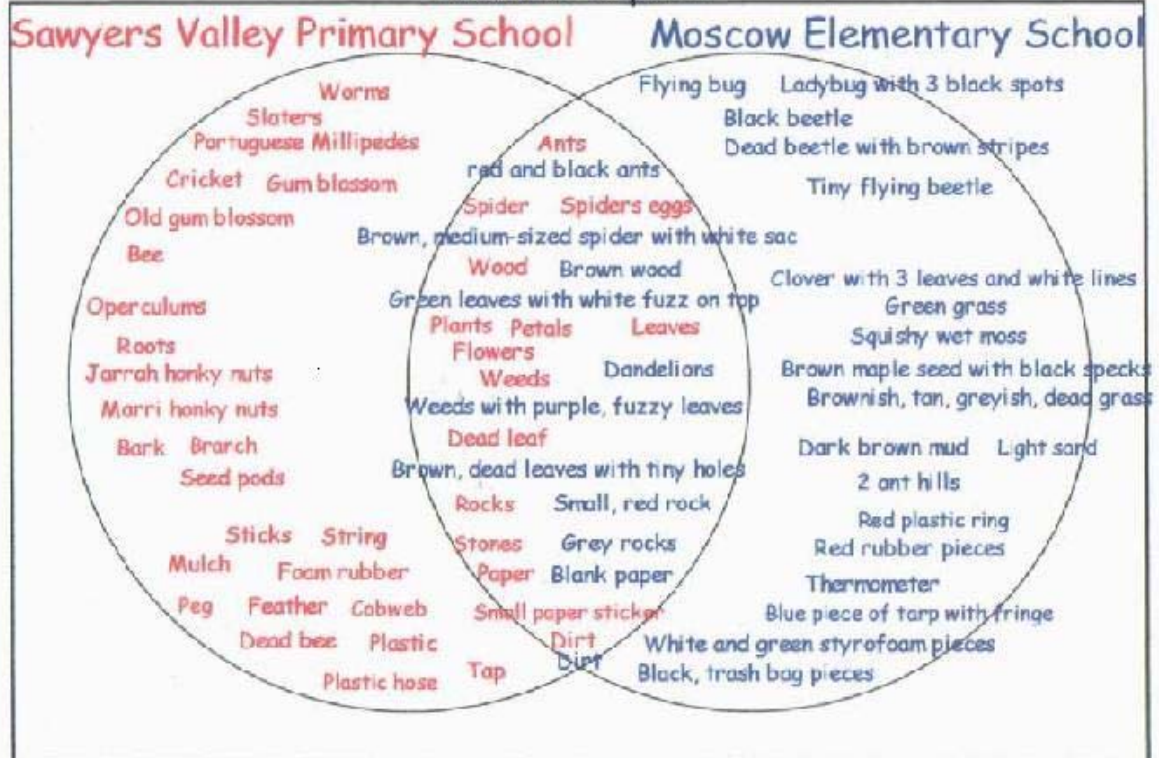 Sawyers Valley Primary School
Moscow Elementary School
Worms
Slaters
Portuguese Millipedes
Cricket Gum blossom
Old gum blossom
Bee
Operculums
Roots
Jarrah honky nuts
Marri honky nuts
Bark Branch
Seed pods
Sticks String
Mulch Foam rubber
Peg Feather Cobweb
Dead bee Plastic
Plastic hose Tap
Ants
red and black ants
Spider Spiders eggs
Brown, medium-sized spider with white sac
Wood Brown wood
Green leaves with white fuzz on top
Plants Petals Leaves
Flowers
Weeds Dandelions
Weeds with purple, fuzzy leaves
Dead leaf
Brown, dead leaves with tiny holes
Rocks Small, red rock
Stones Grey rocks
Paper Blank paper
Small paper sticker
Dirt
Dirt
Flying bug Ladybug with 3 black spots
Black beetle
Dead beetle with brown stripes
Tiny flying beetle
Clover with 3 leaves and white lines
Green grass
Squishy wet moss
Brown maple seed with black specks
Brownish, tan, greyish, dead grass
Dark brown mud Light sand
2 ant hills
Red plastic ring
Red rubber pieces
Thermometer
Blue piece of tarp with fringe
White and green styrofoam pieces
Black, trash bag pieces